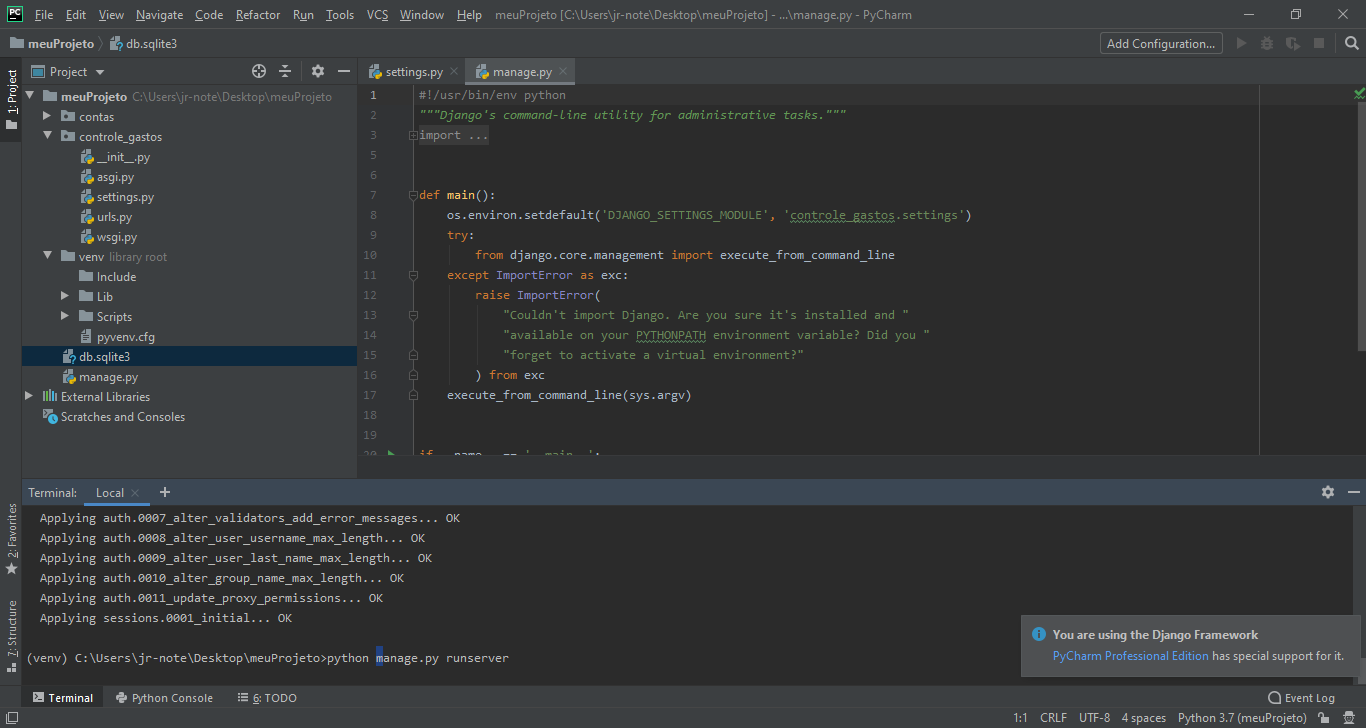 PC File Edit View Navigate Code Refactor Run Tools VCS Window Help meuProjeto [C:\Users\jr-note\Desktop\meuProjeto] - ...\manage.py - PyCharm
meuProjeto db.sqlite3 Add Configuration...
1: Project
Project
meuProjeto C:\Users\jr-note\Desktop\meuProjeto
contas
controle_gastos
__init__.py
asgi.py
settings.py
urls.py
wsgi.py
venv library root
Include
Lib
Scripts
pyvenv.cfg
db.sqlite3
manage.py
External Libraries
Scratches and Consoles
settings.py manage.py
1 #!/usr/bin/env python
2 """Django's command-line utility for administrative tasks."""
3 import ...
5
6
7 def main():
8 os.environ.setdefault('DJANGO_SETTINGS_MODULE', 'controle_gastos.settings')
9 try:
10 from django.core.management import execute_from_command_line
11 except ImportError as exc:
12 raise ImportError(
13 "Couldn't import Django. Are you sure it's installed and "
14 "available on your PYTHONPATH environment variable? Did you "
15 "forget to activate a virtual environment?"
16 ) from exc
17 execute_from_command_line(sys.argv)
18
19
20 if __name__ == '__main__':
Terminal: Local +
2: Favorites
7: Structure
Applying auth.0007_alter_validators_add_error_messages... OK
Applying auth.0008_alter_user_username_max_length... OK
Applying auth.0009_alter_user_last_name_max_length... OK
Applying auth.0010_alter_group_name_max_length... OK
Applying auth.0011_update_proxy_permissions... OK
Applying sessions.0001_initial... OK
(venv) C:\Users\jr-note\Desktop\meuProjeto>python manage.py runserver
You are using the Django Framework
PyCharm Professional Edition has special support for it.
Terminal Python Console 6: TODO Event Log
1:1 CRLF UTF-8 4 spaces Python 3.7 (meuProjeto)